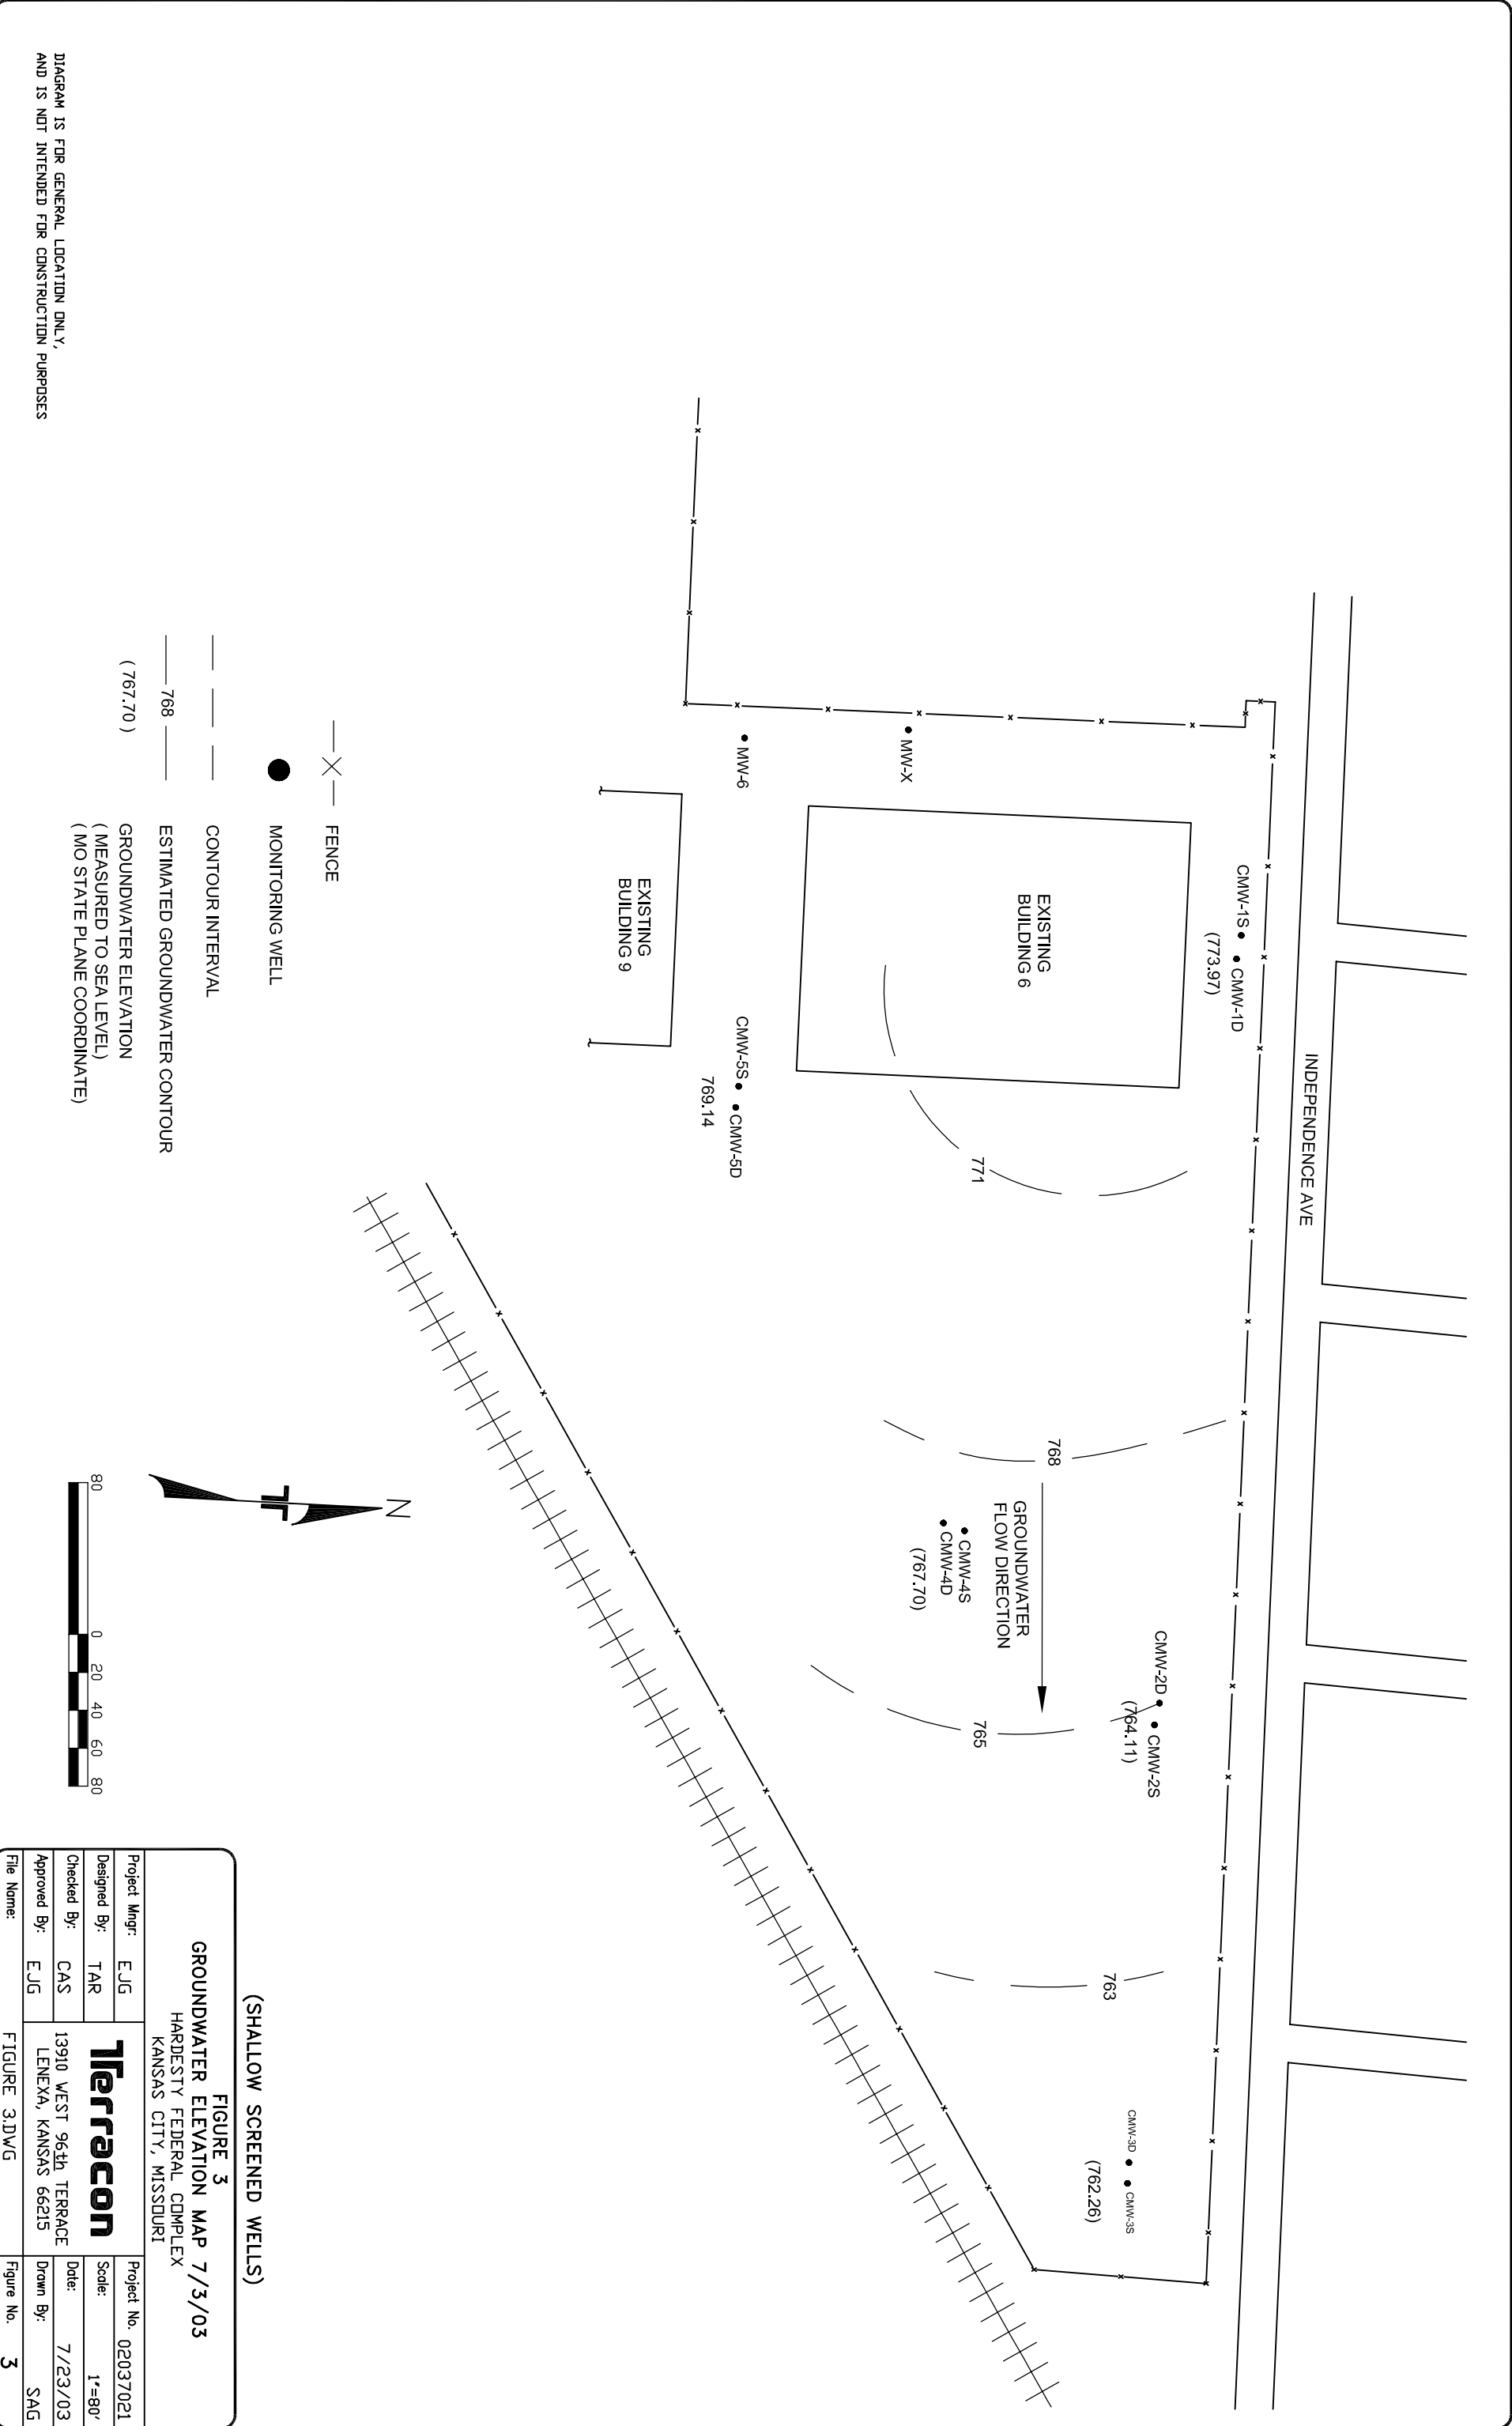 INDEPENDENCE AVE
CMW-1S
CMW-1D
(773.97)
MW-X
MW-6
EXISTING
BUILDING 6
EXISTING
BUILDING 9
CMW-5S
CMW-5D
769.14
771
768
GROUNDWATER
FLOW DIRECTION
CMW-4S
CMW-4D
(767.70)
CMW-2D
CMW-2S
(764.11)
765
763
CMW-3D
CMW-3S
(762.26)
FENCE
MONITORING WELL
CONTOUR INTERVAL
768
ESTIMATED GROUNDWATER CONTOUR
(767.70)
GROUNDWATER ELEVATION
( MEASURED TO SEA LEVEL)
( MO STATE PLANE COORDINATE)
N
80 0 20 40 60 80
DIAGRAM IS FOR GENERAL LOCATION ONLY,
AND IS NOT INTENDED FOR CONSTRUCTION PURPOSES
(SHALLOW SCREENED WELLS)
FIGURE 3
GROUNDWATER ELEVATION MAP 7/3/03
HARDESTY FEDERAL COMPLEX
KANSAS CITY, MISSOURI
Project Mngr: EJG
Designed By: TAR
Checked By: CAS
Approved By: EJG
File Name: FIGURE 3.DWG
Terracon
13910 WEST 96th TERRACE
LENEXA, KANSAS 66215
Project No. 02037021
Scale: 1"=80'
Date: 7/23/03
Drawn By: SAG
Figure No. 3